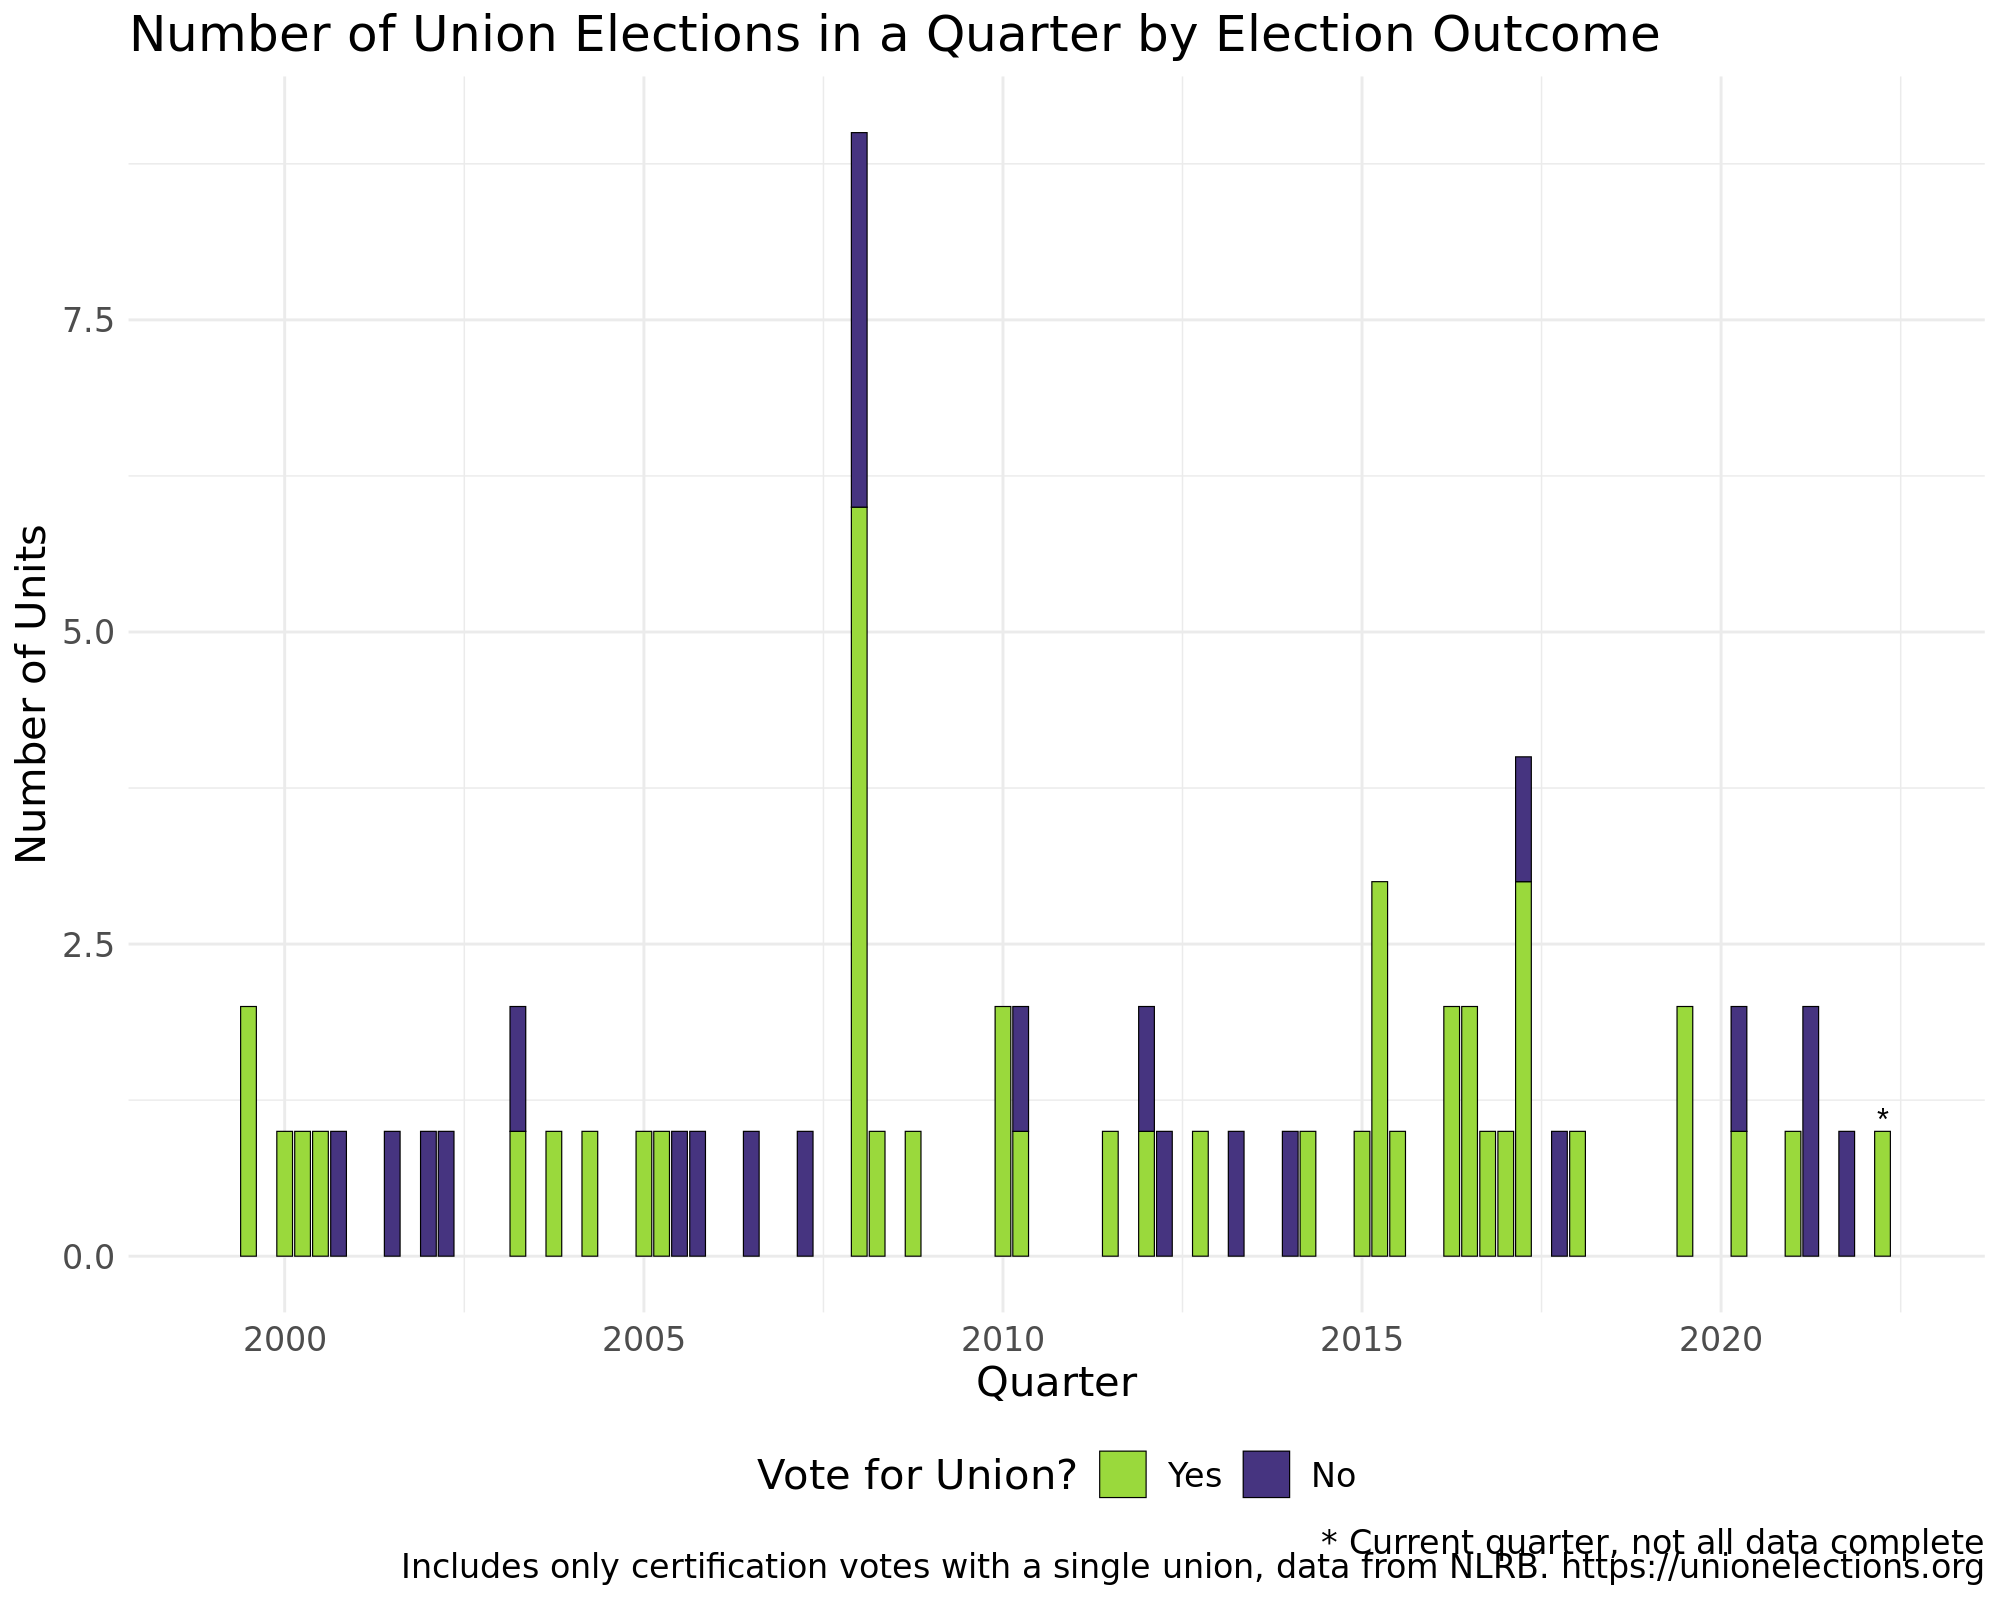 Number of Union Elections in a Quarter by Election Outcome
Number of Units
7.5
5.0
2.5
0.0
*
2000 2005 2010 2015 2020
Quarter
Vote for Union? Yes No
* Current quarter, not all data complete
Includes only certification votes with a single union, data from NLRB. https://unionelections.org